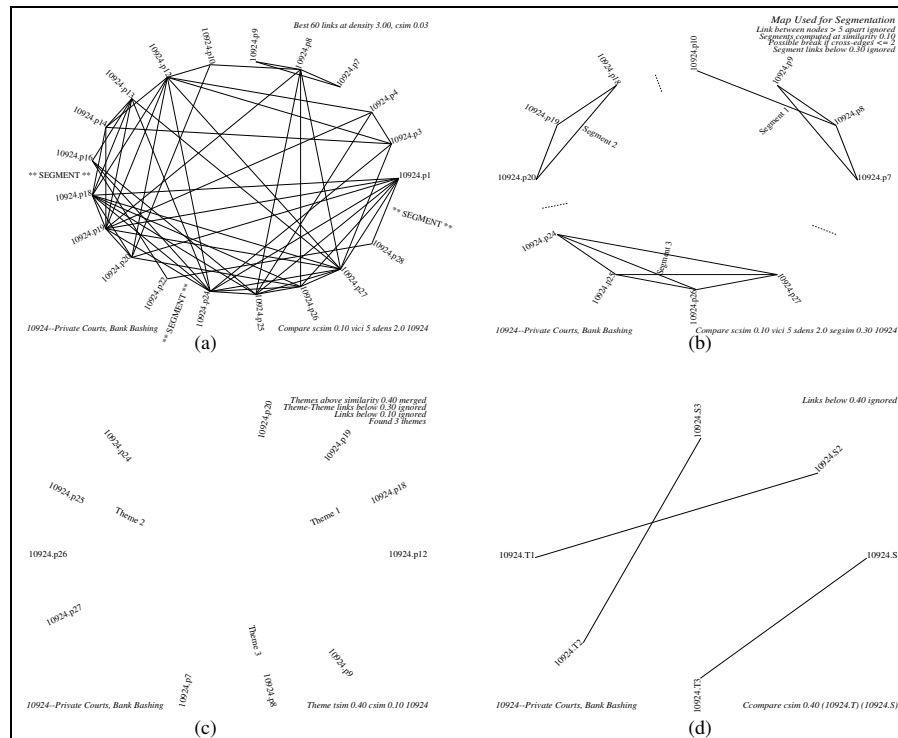 Best 60 links at density 3.00, csim 0.03
10924.p9
10924.p8
10924.p7
10924.p10
10924.p12
10924.p13
10924.p14
10924.p16
** SEGMENT **
10924.p18
10924.p19
10924.p20
10924.p22
** SEGMENT **
10924.p24
10924.p25
10924.p26
10924.p27
10924.p28
** SEGMENT **
10924.p1
10924.p3
10924.p4
10924--Private Courts, Bank Bashing
Compare scsim 0.10 vici 5 sdens 2.0 10924
(a)
Map Used for Segmentation
Link between nodes > 5 apart ignored
Segments computed at similarity 0.10
Possible break if cross-edges <= 2
Segment links below 0.30 ignored
10924.p10
10924.p9
10924.p8
10924.p7
Segment 1
10924.p18
10924.p19
10924.p20
Segment 2
10924.p24
10924.p25
10924.p26
10924.p27
Segment 3
10924--Private Courts, Bank Bashing
Compare scsim 0.10 vici 5 sdens 2.0 segsim 0.30 10924
(b)
Themes above similarity 0.40 merged
Theme-Theme links below 0.30 ignored
Links below 0.10 ignored
Found 3 themes
10924.p20
10924.p19
10924.p18
Theme 1
10924.p12
10924.p24
10924.p25
Theme 2
10924.p26
10924.p27
Theme 3
10924.p7
10924.p8
10924.p9
10924--Private Courts, Bank Bashing
Theme tsim 0.40 csim 0.10 10924
(c)
Links below 0.40 ignored
10924.S3
10924.S2
10924.T1
10924.S
10924.T2
10924.T3
10924--Private Courts, Bank Bashing
Ccompare csim 0.40 (10924.T) (10924.S)
(d)